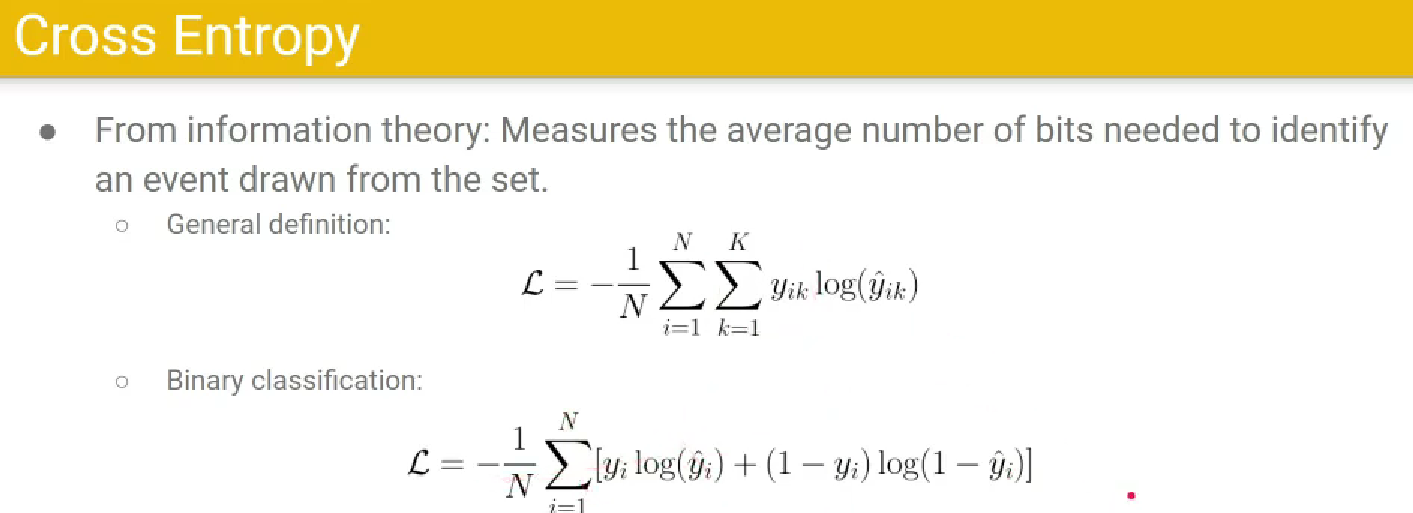 Cross Entropy
● From information theory: Measures the average number of bits needed to identify
an event drawn from the set.
○ General definition:
$\mathcal{L} = -\frac{1}{N} \sum_{i=1}^{N} \sum_{k=1}^{K} y_{ik} \log(\hat{y}_{ik})$
○ Binary classification:
$\mathcal{L} = -\frac{1}{N} \sum_{i=1}^{N} [y_i \log(\hat{y}_i) + (1 - y_i) \log(1 - \hat{y}_i)]$